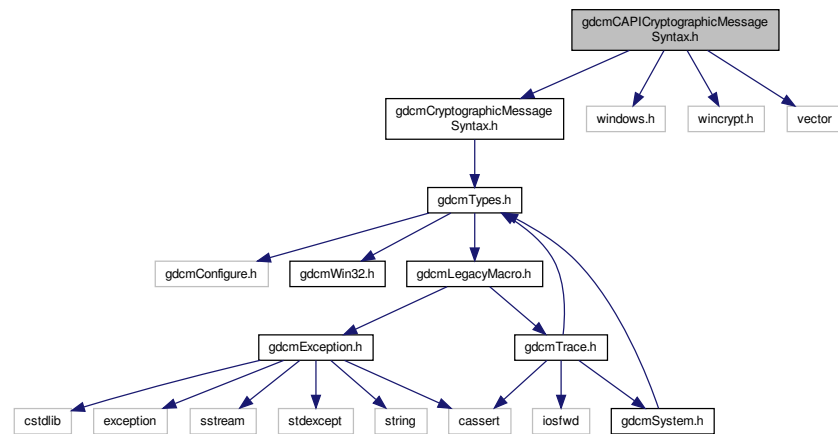 gdcmCAPICryptographicMessage
Syntax.h
gdcmCryptographicMessage
Syntax.h
windows.h
wincrypt.h
vector
gdcmTypes.h
gdcmConfigure.h
gdcmWin32.h
gdcmLegacyMacro.h
gdcmException.h
gdcmTrace.h
cstdlib
exception
sstream
stdexcept
string
cassert
iosfwd
gdcmSystem.h